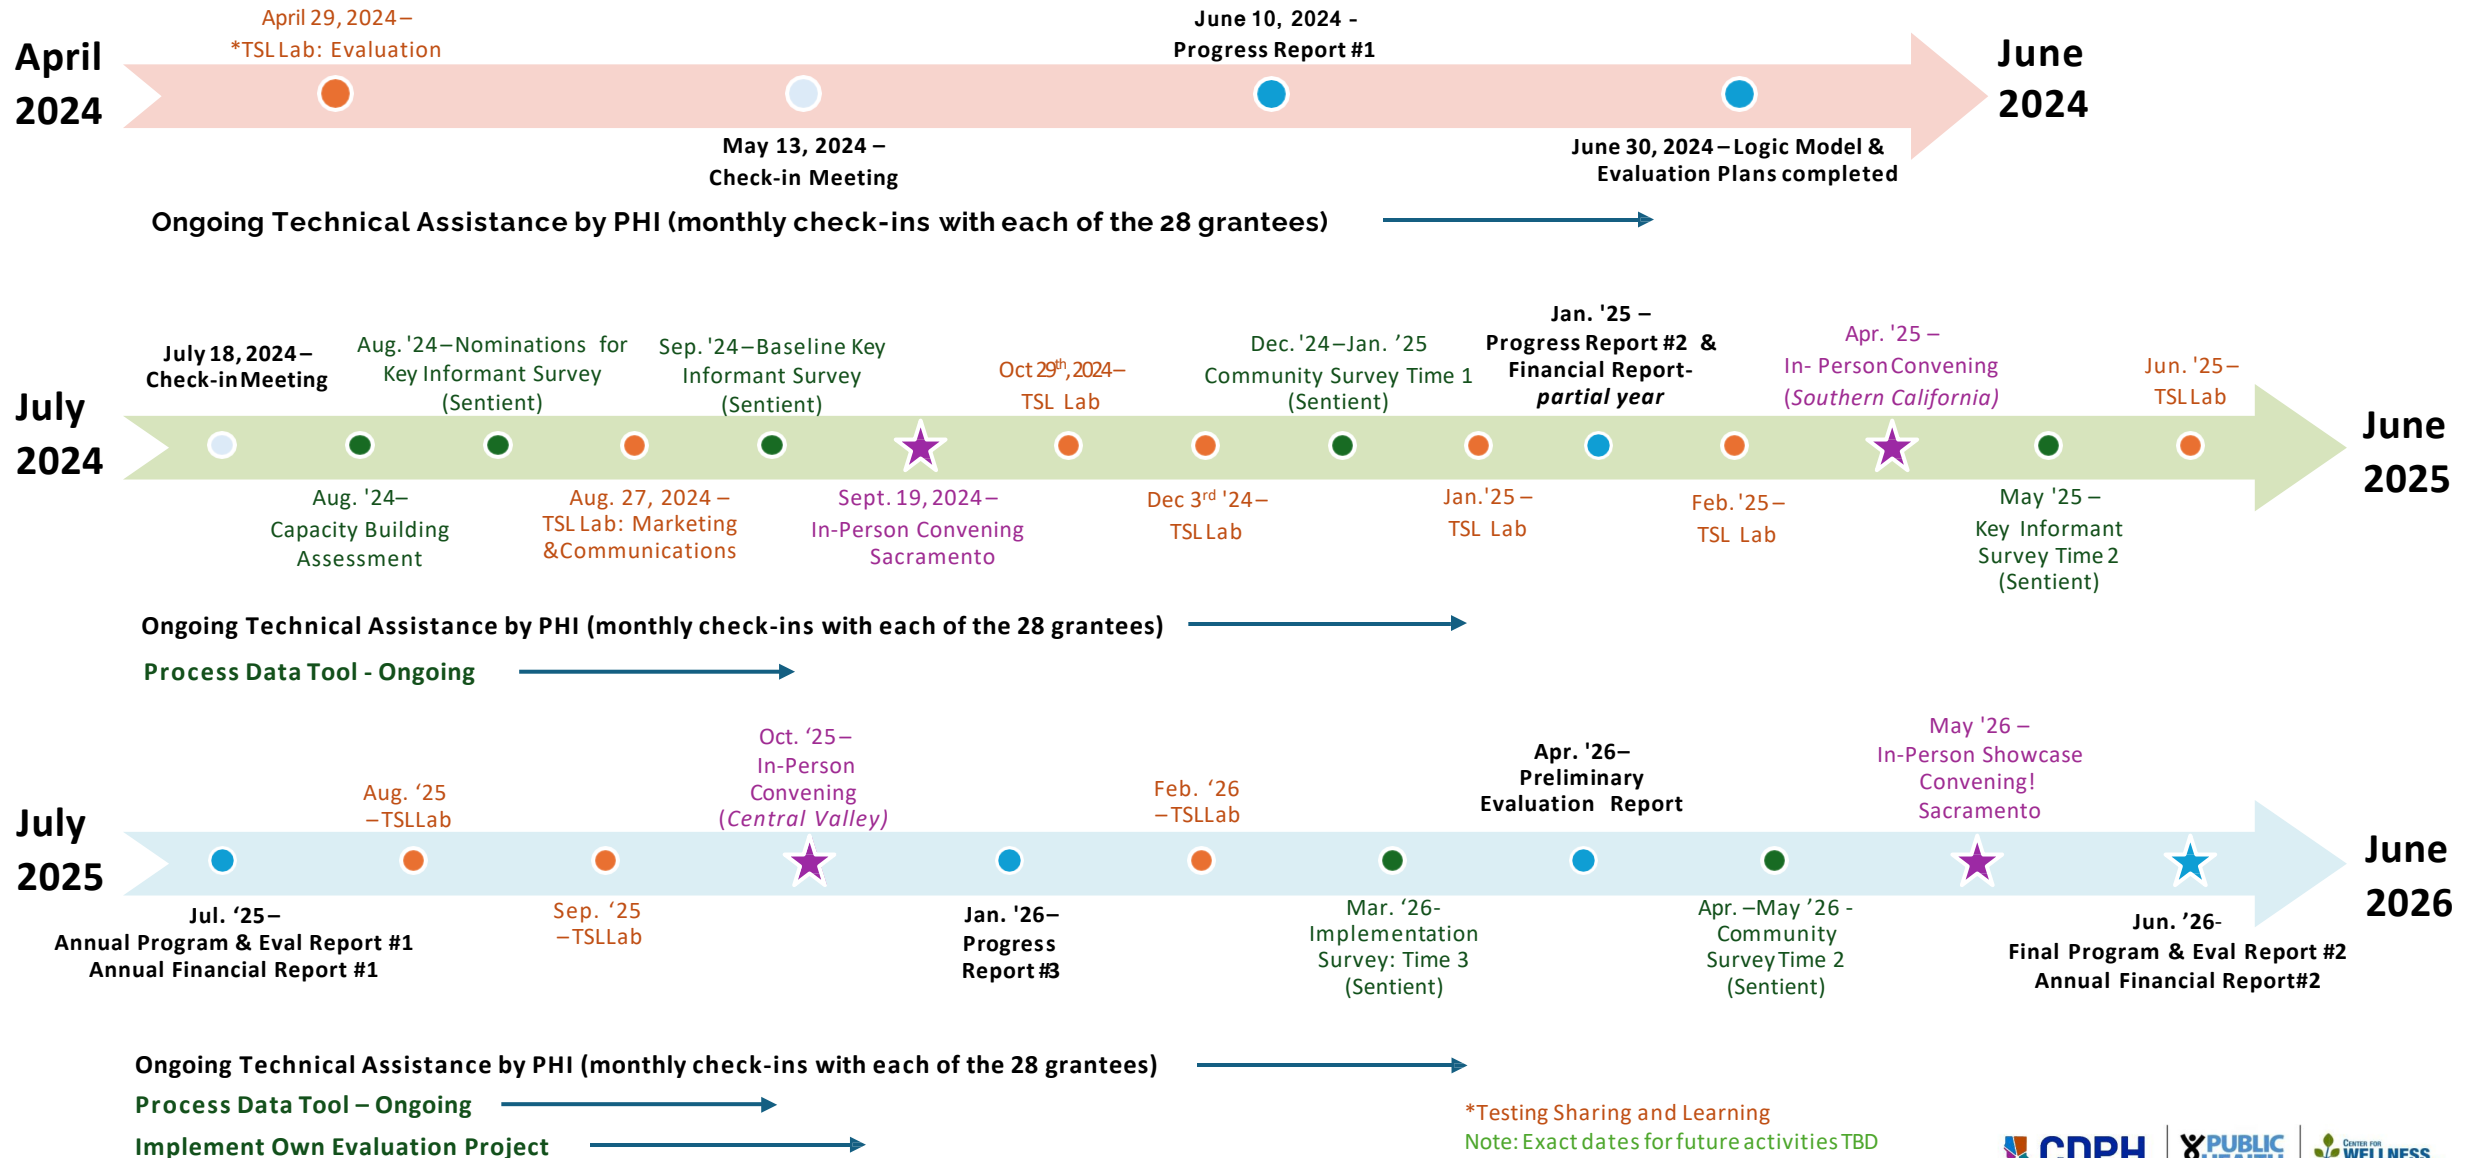 April 29, 2024 –
*TSL Lab: Evaluation
June 10, 2024 -
Progress Report #1
April
2024
June
2024
May 13, 2024 –
Check-in Meeting
June 30, 2024 – Logic Model &
Evaluation Plans completed
Ongoing Technical Assistance by PHI (monthly check-ins with each of the 28 grantees)
July 18, 2024 –
Check-in Meeting
Aug. '24 – Nominations for
Key Informant Survey
(Sentient)
Sep. '24 – Baseline Key
Informant Survey
(Sentient)
Oct 29th, 2024 –
TSL Lab
Dec. '24 – Jan. ’25
Community Survey Time 1
(Sentient)
Jan. '25 –
Progress Report #2 &
Financial Report-
partial year
Apr. '25 –
In- Person Convening
(Southern California)
Jun. '25 –
TSL Lab
July
2024
June
2025
Aug. '24 –
Capacity Building
Assessment
Aug. 27, 2024 –
TSL Lab: Marketing
&Communications
Sept. 19, 2024 –
In-Person Convening
Sacramento
Dec 3rd '24 –
TSL Lab
Jan.'25 –
TSL Lab
Feb. '25 –
TSL Lab
May '25 –
Key Informant
Survey Time 2
(Sentient)
Ongoing Technical Assistance by PHI (monthly check-ins with each of the 28 grantees)
Process Data Tool - Ongoing
Aug. ‘25
– TSL Lab
Oct. ‘25 –
In-Person
Convening
(Central Valley)
Feb. ‘26
– TSL Lab
Apr. '26 –
Preliminary
Evaluation Report
May '26 –
In-Person Showcase
Convening!
Sacramento
July
2025
June
2026
Jul. ‘25 –
Annual Program & Eval Report #1
Annual Financial Report #1
Sep. ‘25
– TSL Lab
Jan. '26 –
Progress
Report #3
Mar. ‘26-
Implementation
Survey: Time 3
(Sentient)
Apr. – May ’26 -
Community
Survey Time 2
(Sentient)
Jun. ’26-
Final Program & Eval Report #2
Annual Financial Report #2
Ongoing Technical Assistance by PHI (monthly check-ins with each of the 28 grantees)
Process Data Tool – Ongoing
Implement Own Evaluation Project
*Testing Sharing and Learning
Note: Exact dates for future activities TBD
CDPH
PUBLIC
HEALTH
CENTER FOR
WELLNESS